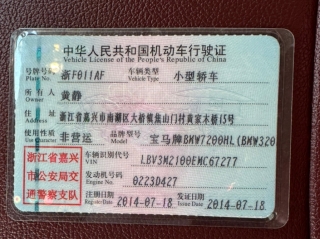 中华人民共和国机动车行驶证
Vehicle License of the People's Republic of China
号牌号码 浙F011AF 车辆类型 小型轿车
Plate No. Vehicle Type
所有人 黄静
Owner
住址 浙江省嘉兴市南湖区大桥镇焦山门村黄家木桥15号
Address
使用性质 非营运 品牌型号 宝马牌BMW7200HL(BMW320
Use Character Model
浙江省嘉兴
市公安局交
通警察支队
车辆识别代号 LBV3M2100EMC67277
VIN
发动机号码 0223D427
Engine No.
注册日期 2014-07-18 发证日期 2014-07-18
Register Date Issue Date